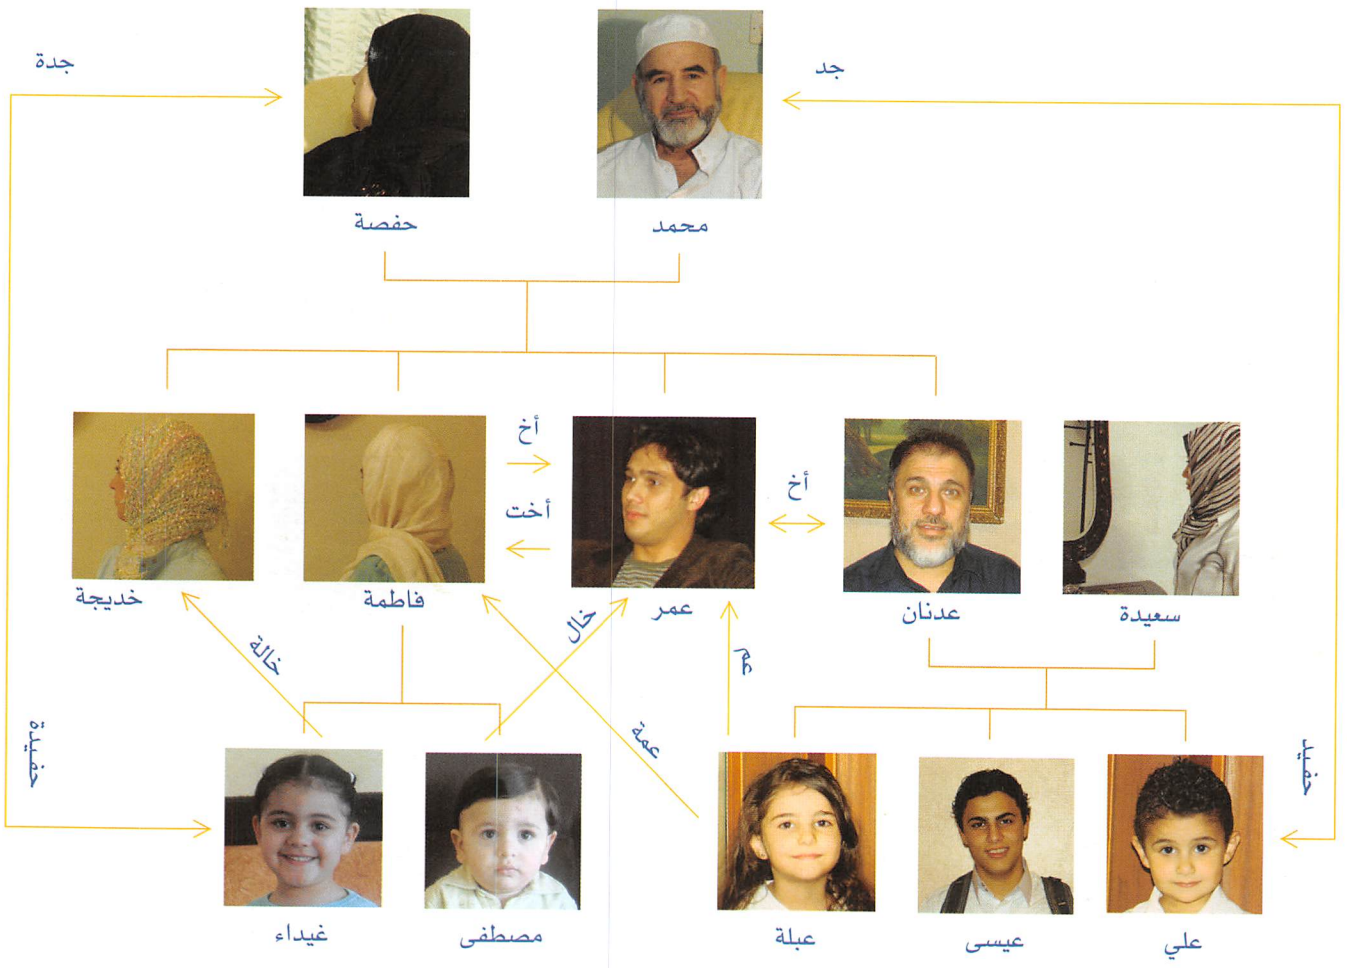 جد
جدة
محمد
حفصة
أخ
أخ
أخت
سعيدة
عدنان
عمر
فاطمة
خديجة
عم
خال
خالة
عمة
حفيد
حفيدة
علي
عيسى
عبلة
مصطفى
غيداء